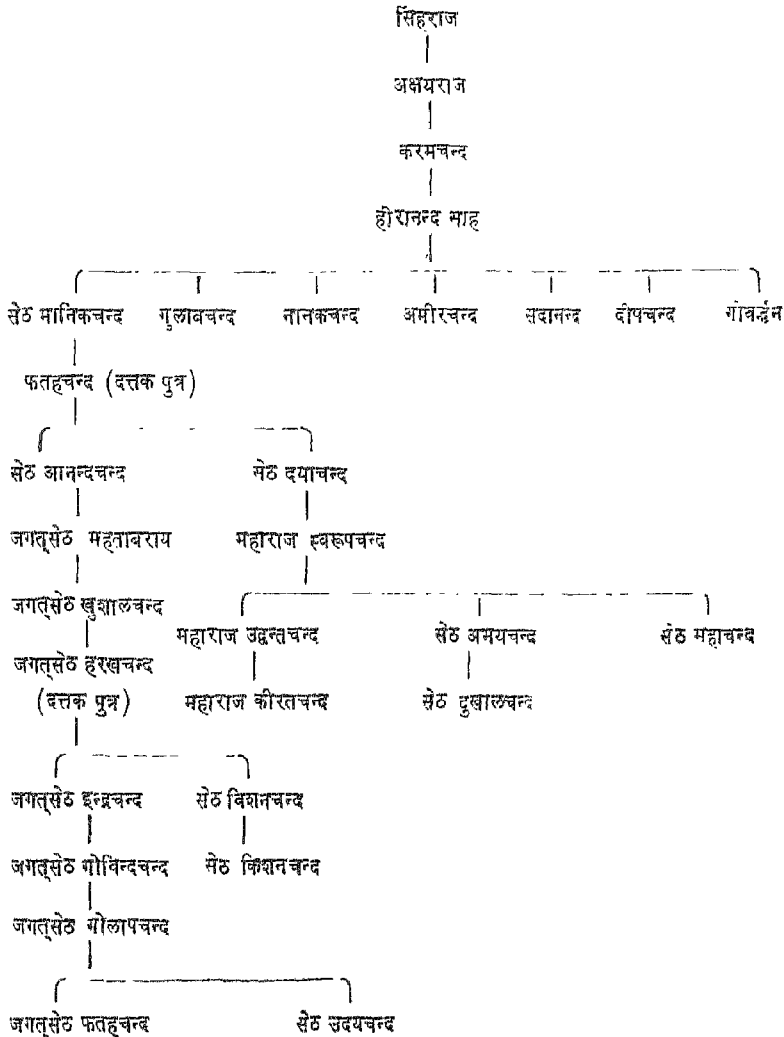 सिंहराज
अक्षयराज
करमचन्द
हीरानन्द साह
सेठ मानिकचन्द गुलाबचन्द नानकचन्द अमीरचन्द सदानन्द दीपचन्द गोवर्द्धन
फतहचन्द (दत्तक पुत्र)
सेठ आनन्दचन्द सेठ दयाचन्द
जगत्सेठ महताबराय महाराज स्वरूपचन्द
जगत्सेठ खुशालचन्द
महाराज उद्वन्तचन्द सेठ अभयचन्द सेठ महाचन्द
जगत्सेठ हरखचन्द
(दत्तक पुत्र) महाराज कीरतचन्द सेठ दुखालचन्द
जगत्सेठ इन्द्रचन्द सेठ विशनचन्द
जगत्सेठ गोविन्दचन्द सेठ किशनचन्द
जगत्सेठ गोलापचन्द
जगत्सेठ फतहचन्द सेठ उदयचन्द